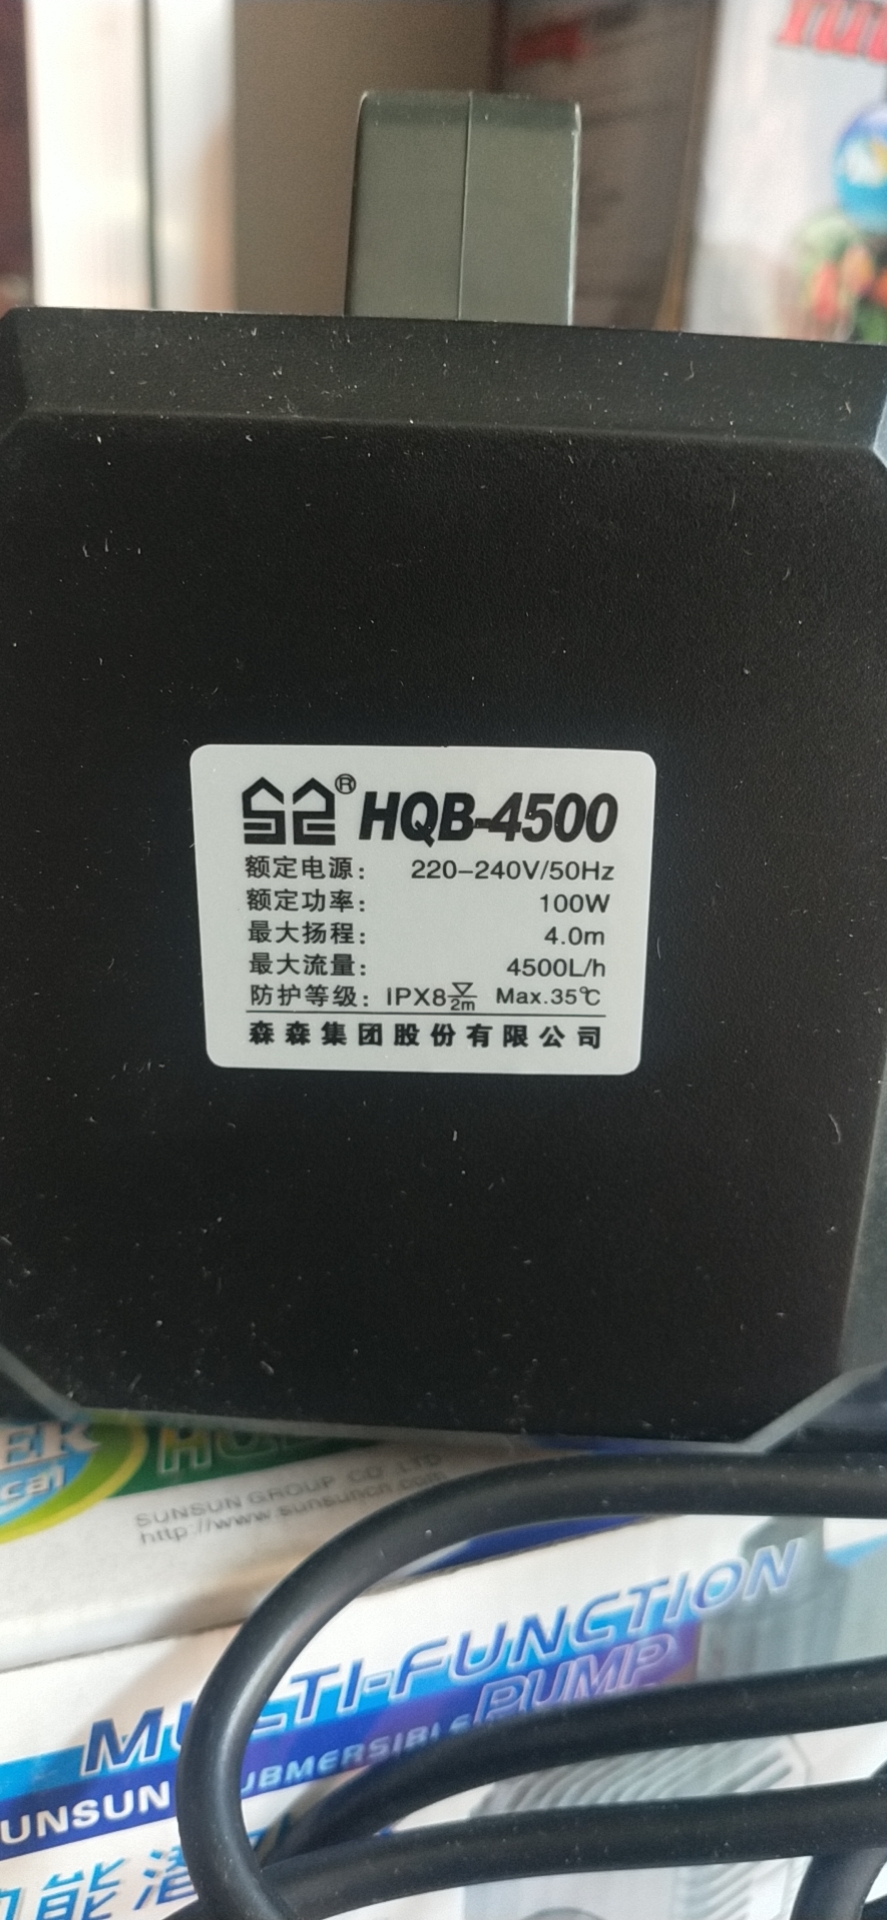 HQB-4500
额定电源： 220-240V/50Hz
额定功率： 100W
最大扬程： 4.0m
最大流量： 4500L/h
防护等级： IPX8 2m Max.35℃
森森集团股份有限公司
SUNSUN GROUP CO LTD
http://www.sunsunch.com
MULTI-FUNCTION
SUBMERSIBLE PUMP